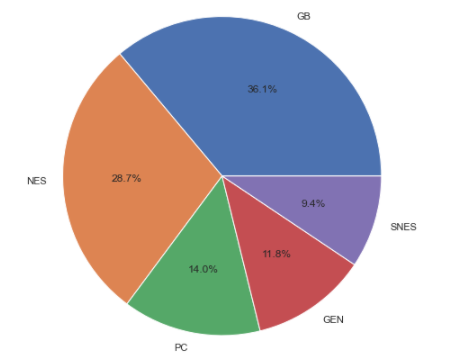 GB
36.1%
NES
28.7%
9.4%
SNES
11.8%
14.0%
GEN
PC